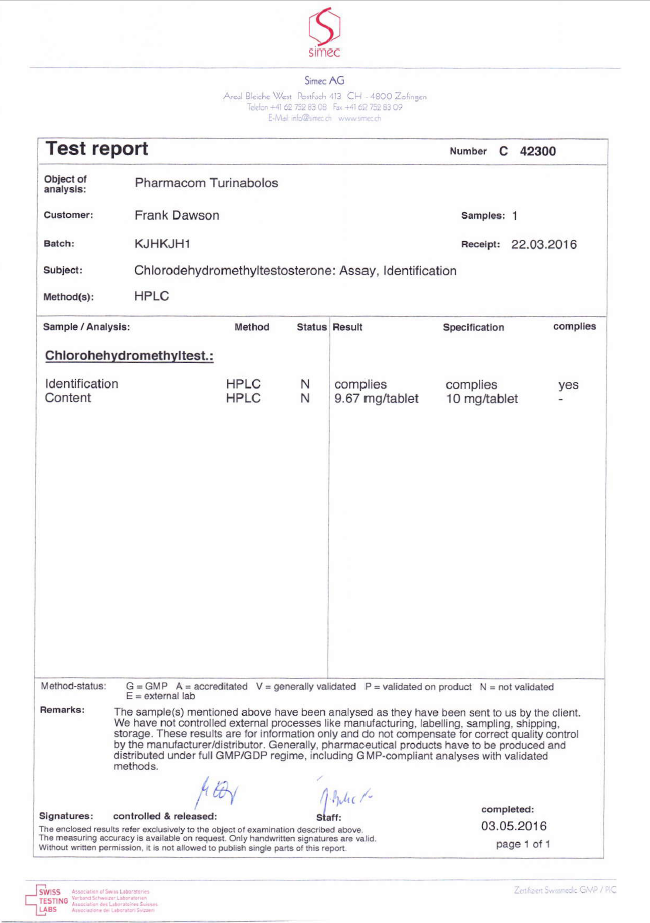 simec
Simec AG
Areal Bleiche West Postfach 413 CH - 4800 Zofingen
Telefon +41 62 752 83 08 Fax +41 62 752 83 09
E-Mail info@simec.ch www.simec.ch
Test report Number C 42300
Object of analysis: Pharmacom Turinabolos
Customer: Frank Dawson Samples: 1
Batch: KJHKJH1 Receipt: 22.03.2016
Subject: Chlorodehydromethyltestosterone: Assay, Identification
Method(s): HPLC
Sample / Analysis: Method Status Result Specification complies
Chlorohehydromethyltest.:
Identification HPLC N complies complies yes
Content HPLC N 9.67 mg/tablet 10 mg/tablet -
Method-status: G = GMP A = accreditated V = generally validated P = validated on product N = not validated
E = external lab
Remarks: The sample(s) mentioned above have been analysed as they have been sent to us by the client.
We have not controlled external processes like manufacturing, labelling, sampling, shipping,
storage. These results are for information only and do not compensate for correct quality control
by the manufacturer/distributor. Generally, pharmaceutical products have to be produced and
distributed under full GMP/GDP regime, including GMP-compliant analyses with validated
methods.
Signatures: controlled & released: Staff: completed:
03.05.2016
The enclosed results refer exclusively to the object of examination described above.
The measuring accuracy is available on request. Only handwritten signatures are valid.
Without written permission, it is not allowed to publish single parts of this report.
page 1 of 1
SWISS TESTING LABS
Association of Swiss Laboratories
Verband Schweizer Laboratorien
Association des Laboratoires Suisses
Associazione dei Laboratori Svizzeri
Zertifiziert Swissmedic GMP / PIC